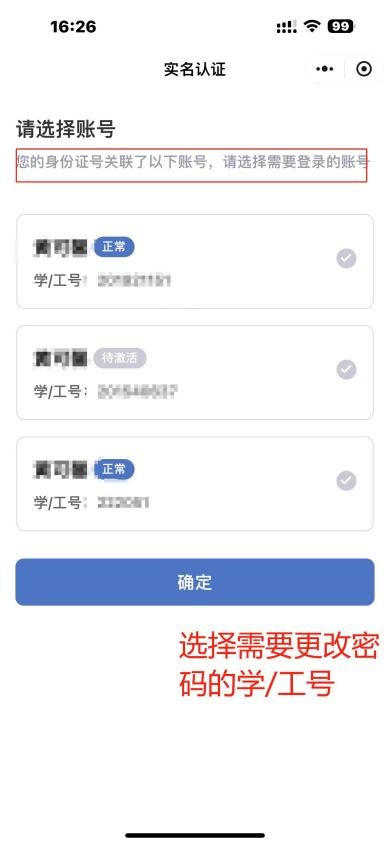 16:26
99
实名认证
请选择账号
您的身份证号关联了以下账号，请选择需要登录的账号
正常
学/工号：
待激活
学/工号：
正常
学/工号：
确定
选择需要更改密
码的学/工号